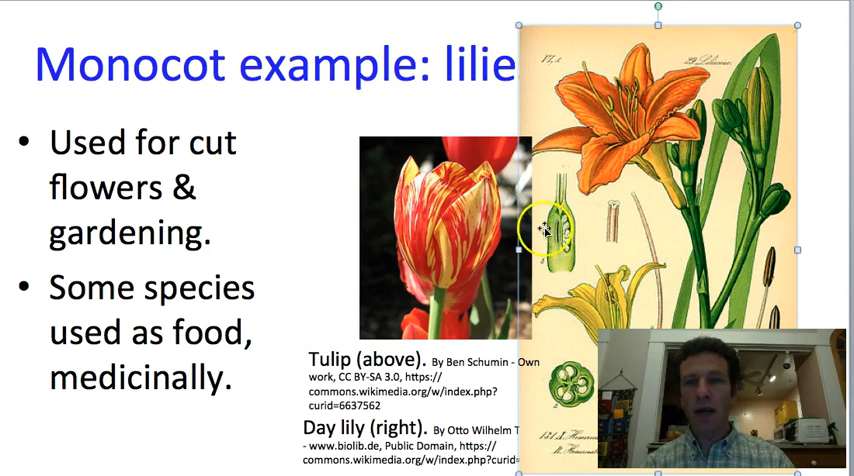 Monocot example: lilie
• Used for cut
flowers &
gardening.
• Some species
used as food,
medicinally.
Tulip (above). By Ben Schumin - Own
work, CC BY-SA 3.0, https://
commons.wikimedia.org/w/index.php?
curid=6637562
Day lily (right). By Otto Wilhelm T
- www.biolib.de, Public Domain, https://
commons.wikimedia.org/w/index.php?curid=